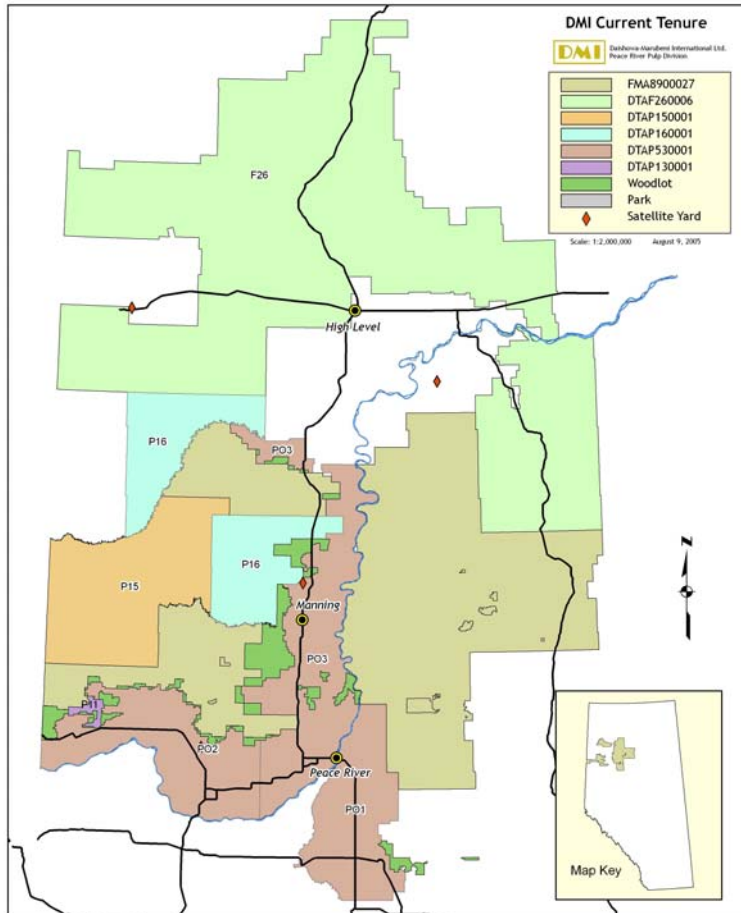 DMI Current Tenure
DMI
Daishowa-Marubeni International Ltd.
Peace River Pulp Division
FMA8900027
DTAF260006
DTAP150001
DTAP160001
DTAP530001
DTAP130001
Woodlot
Park
Satellite Yard
Scale: 1:2,000,000 August 9, 2005
F26
High Level
P16
PO3
P16
P15
Manning
PO3
P11
PO2
Peace River
PO1
N
Map Key